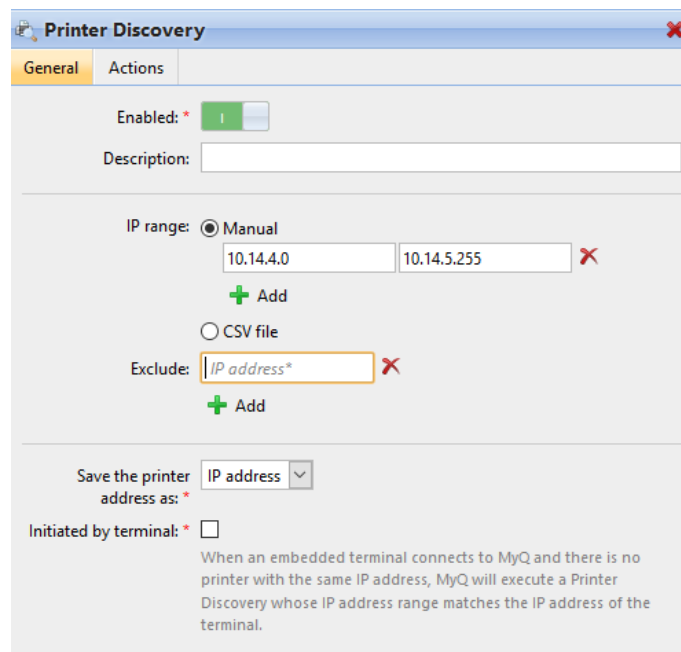 Printer Discovery
General Actions
Enabled: * I
Description:
IP range: Manual
10.14.4.0 10.14.5.255
Add
CSV file
Exclude: IP address*
Add
Save the printer IP address
address as: *
Initiated by terminal: *
When an embedded terminal connects to MyQ and there is no
printer with the same IP address, MyQ will execute a Printer
Discovery whose IP address range matches the IP address of the
terminal.